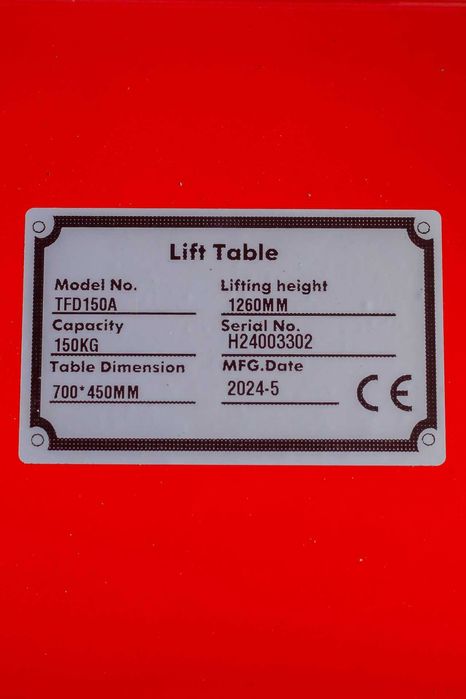 Lift Table
Model No.
TFD150A
Lifting height
1260MM
Capacity
150KG
Serial No.
H24003302
Table Dimension
700*450MM
MFG.Date
2024-5
CE